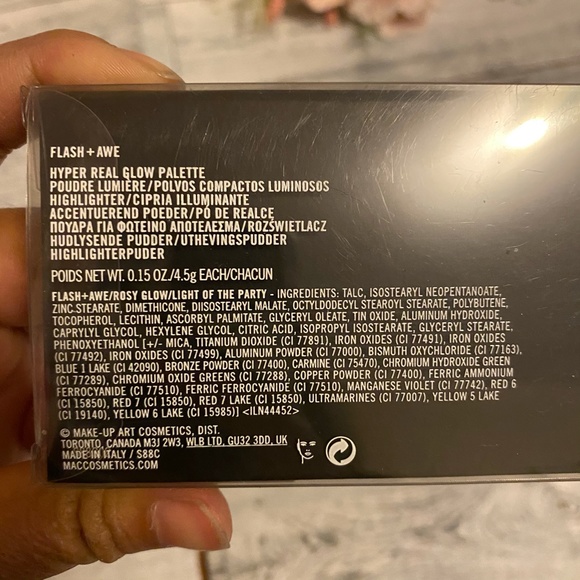 FLASH + AWE
HYPER REAL GLOW PALETTE
POUDRE LUMIÈRE/POLVOS COMPACTOS LUMINOSOS
HIGHLIGHTER/CIPRIA ILLUMINANTE
ACCENTUEREND POEDER/PÓ DE REALCE
ΠΟΥΔΡΑ ΓΙΑ ΦΩΤΕΙΝΟ ΑΠΟΤΕΛΕΣΜΑ/ROZŚWIETLACZ
HUDLYSENDE PUDDER/UTHEVINGSPUDDER
HIGHLIGHTERPUDER
POIDS NET WT. 0.15 OZ./4.5g EACH/CHACUN
FLASH+AWE/ROSY GLOW/LIGHT OF THE PARTY - INGREDIENTS: TALC, ISOSTEARYL NEOPENTANOATE,
ZINC STEARATE, DIMETHICONE, DIISOSTEARYL MALATE, OCTYLDODECYL STEAROYL STEARATE, POLYBUTENE,
TOCOPHEROL, LECITHIN, ASCORBYL PALMITATE, GLYCERYL OLEATE, TIN OXIDE, ALUMINUM HYDROXIDE,
CAPRYLYL GLYCOL, HEXYLENE GLYCOL, CITRIC ACID, ISOPROPYL ISOSTEARATE, GLYCERYL STEARATE,
PHENOXYETHANOL [+/- MICA, TITANIUM DIOXIDE (CI 77891), IRON OXIDES (CI 77491), IRON OXIDES
(CI 77492), IRON OXIDES (CI 77499), ALUMINUM POWDER (CI 77000), BISMUTH OXYCHLORIDE (CI 77163),
BLUE 1 LAKE (CI 42090), BRONZE POWDER (CI 77400), CARMINE (CI 75470), CHROMIUM HYDROXIDE GREEN
(CI 77289), CHROMIUM OXIDE GREENS (CI 77288), COPPER POWDER (CI 77400), FERRIC AMMONIUM
FERROCYANIDE (CI 77510), FERRIC FERROCYANIDE (CI 77510), MANGANESE VIOLET (CI 77742), RED 6
(CI 15850), RED 7 (CI 15850), RED 7 LAKE (CI 15850), ULTRAMARINES (CI 77007), YELLOW 5 LAKE
(CI 19140), YELLOW 6 LAKE (CI 15985)] <ILN44452>
© MAKE-UP ART COSMETICS, DIST.
TORONTO, CANADA M3J 2W3, WLB LTD, GU32 3DD, UK
MADE IN ITALY / S88C
MACCOSMETICS.COM